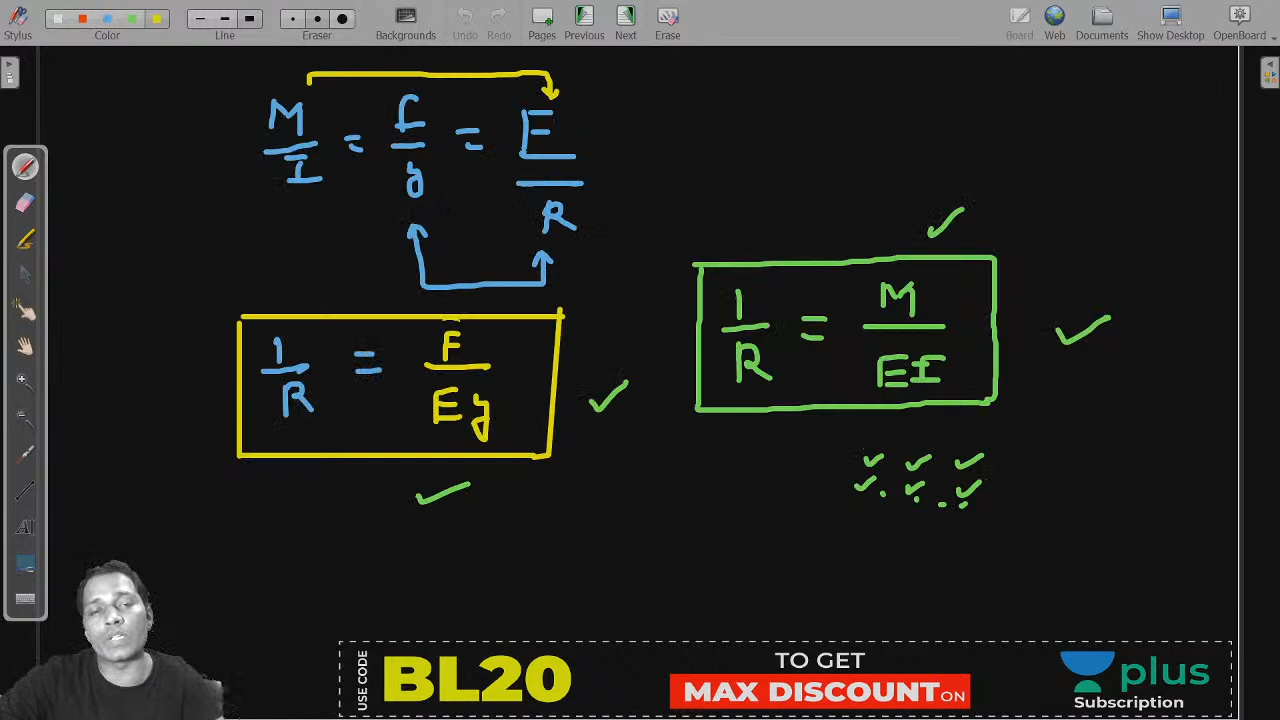 Stylus Color Line Eraser Backgrounds Undo Redo Pages Previous Next Erase Board Web Documents Show Desktop OpenBoard
M/I = f/y = E/R
1/R = F/Ey
1/R = M/EI
USE CODE
BL20
TO GET
MAX DISCOUNT ON
plus
Subscription